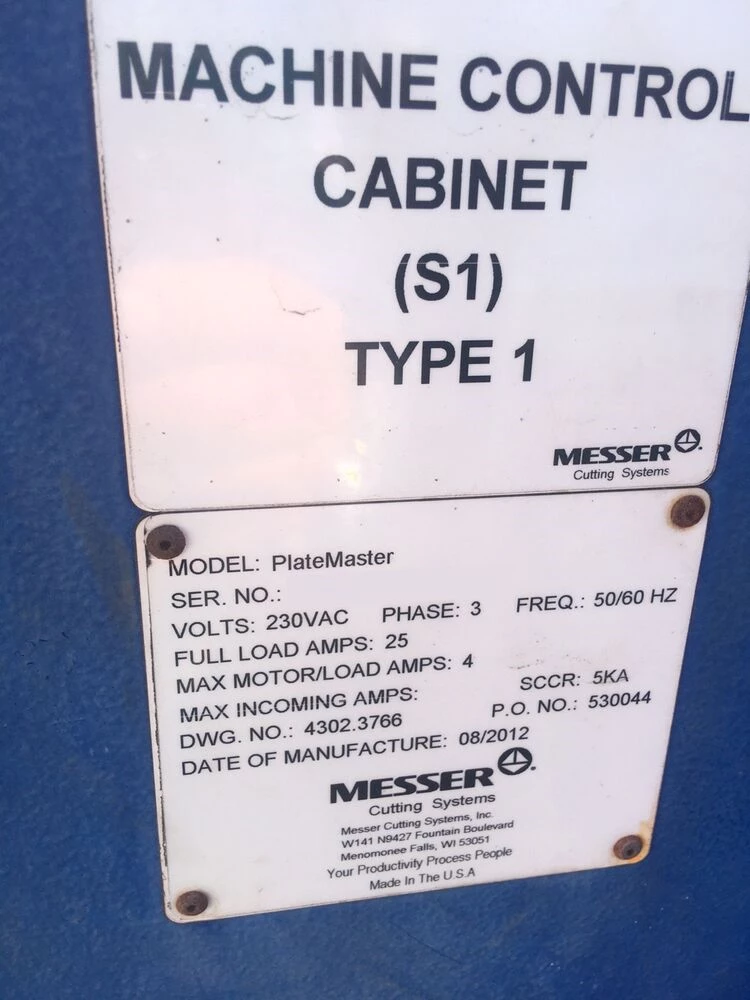 MACHINE CONTROL
CABINET
(S1)
TYPE 1
MESSER
Cutting Systems
MODEL: PlateMaster
SER. NO.:
VOLTS: 230VAC PHASE: 3 FREQ.: 50/60 HZ
FULL LOAD AMPS: 25
MAX MOTOR/LOAD AMPS: 4
MAX INCOMING AMPS: SCCR: 5KA
DWG. NO.: 4302.3766 P.O. NO.: 530044
DATE OF MANUFACTURE: 08/2012
MESSER
Cutting Systems
Messer Cutting Systems, Inc.
W141 N9427 Fountain Boulevard
Menomonee Falls, WI 53051
Your Productivity Process People
Made In The U.S.A